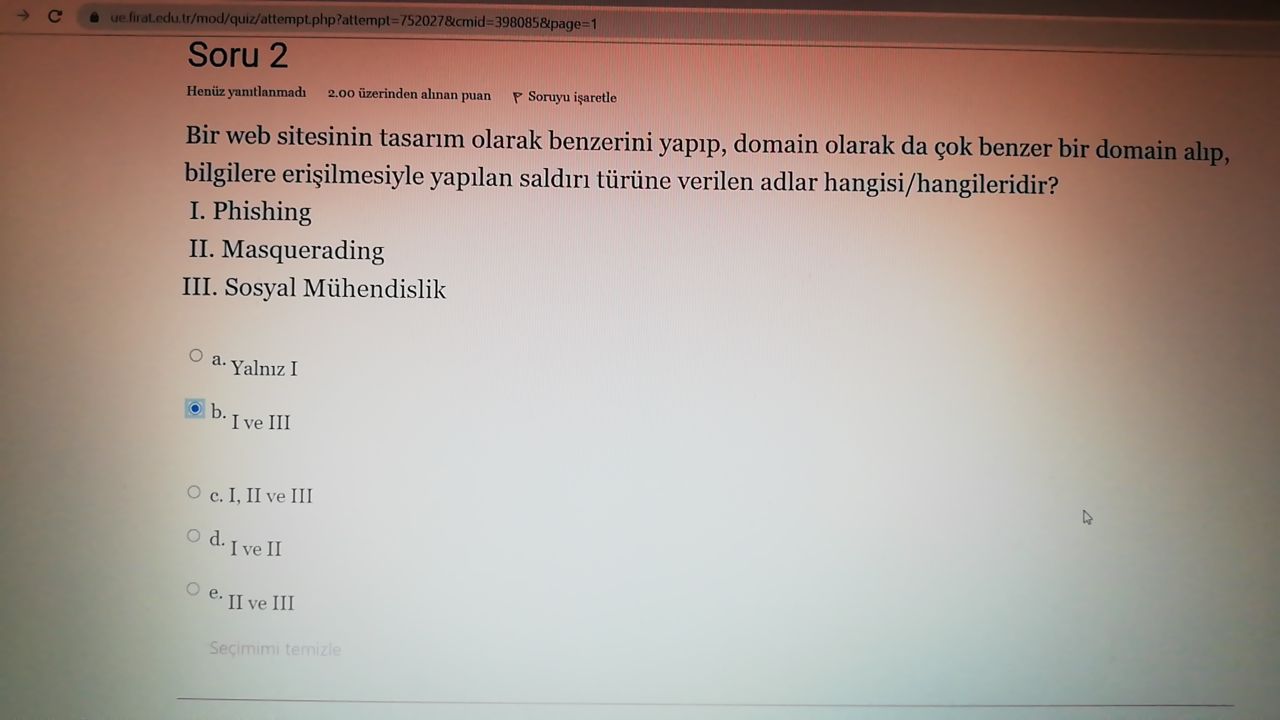 ue.firat.edu.tr/mod/quiz/attempt.php?attempt=752027&cmid=398085&page=1
Soru 2
Henüz yanıtlanmadı 2.00 üzerinden alınan puan Soruyu işaretle
Bir web sitesinin tasarım olarak benzerini yapıp, domain olarak da çok benzer bir domain alıp,
bilgilere erişilmesiyle yapılan saldırı türüne verilen adlar hangisi/hangileridir?
I. Phishing
II. Masquerading
III. Sosyal Mühendislik
a. Yalnız I
b. I ve III
c. I, II ve III
d. I ve II
e. II ve III
Seçimimi temizle